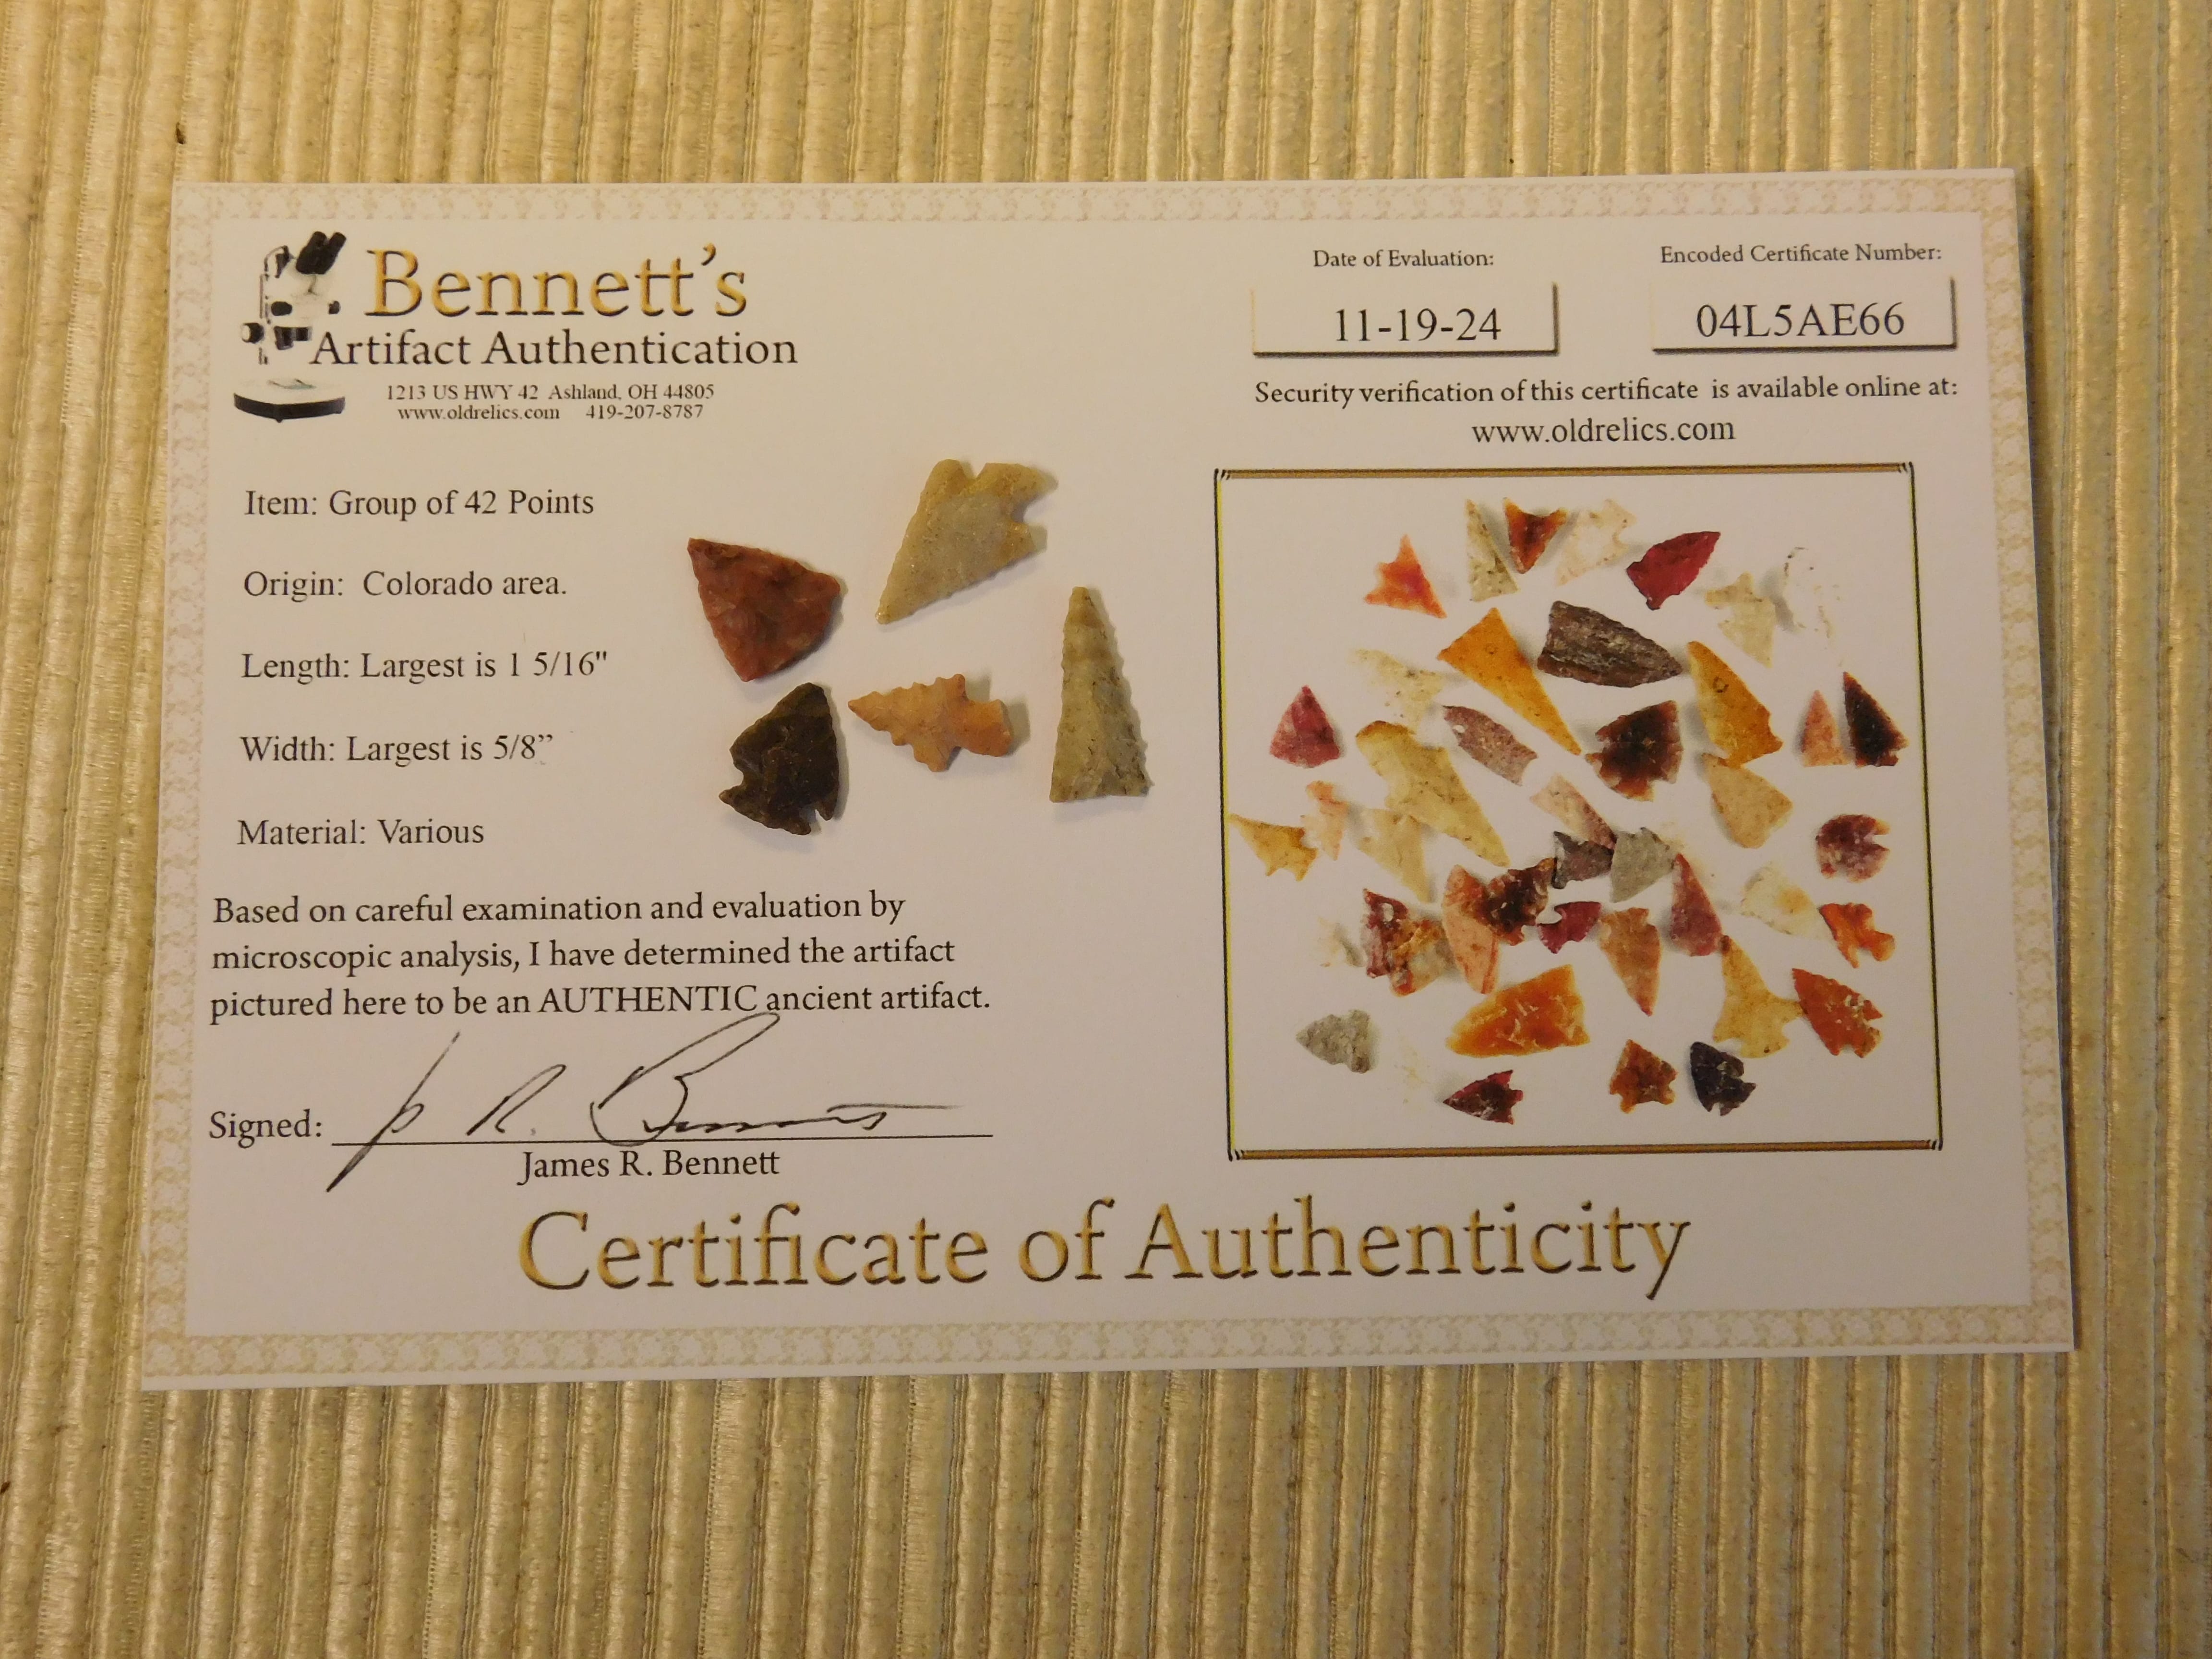 Bennett's
Artifact Authentication
1213 US HWY 42 Ashland, OH 44805
www.oldrelics.com 419-207-8787
Date of Evaluation:
11-19-24
Encoded Certificate Number:
04L5AE66
Security verification of this certificate is available online at:
www.oldrelics.com
Item: Group of 42 Points
Origin: Colorado area.
Length: Largest is 1 5/16"
Width: Largest is 5/8”
Material: Various
Based on careful examination and evaluation by
microscopic analysis, I have determined the artifact
pictured here to be an AUTHENTIC ancient artifact.
Signed: J R. Bennett
James R. Bennett
Certificate of Authenticity